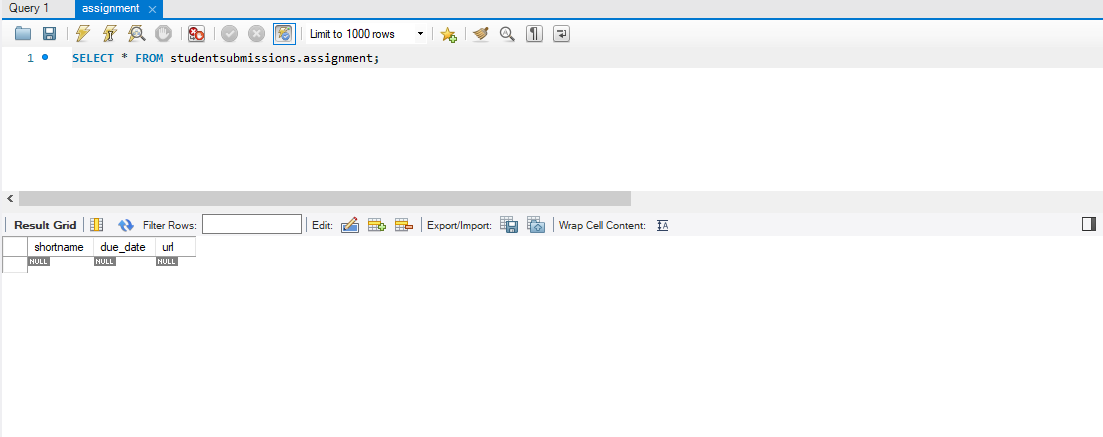 Query 1 assignment
Limit to 1000 rows
1 SELECT * FROM studentsubmissions.assignment;
Result Grid Filter Rows: Edit: Export/Import: Wrap Cell Content:
shortname due_date url
NULL NULL NULL